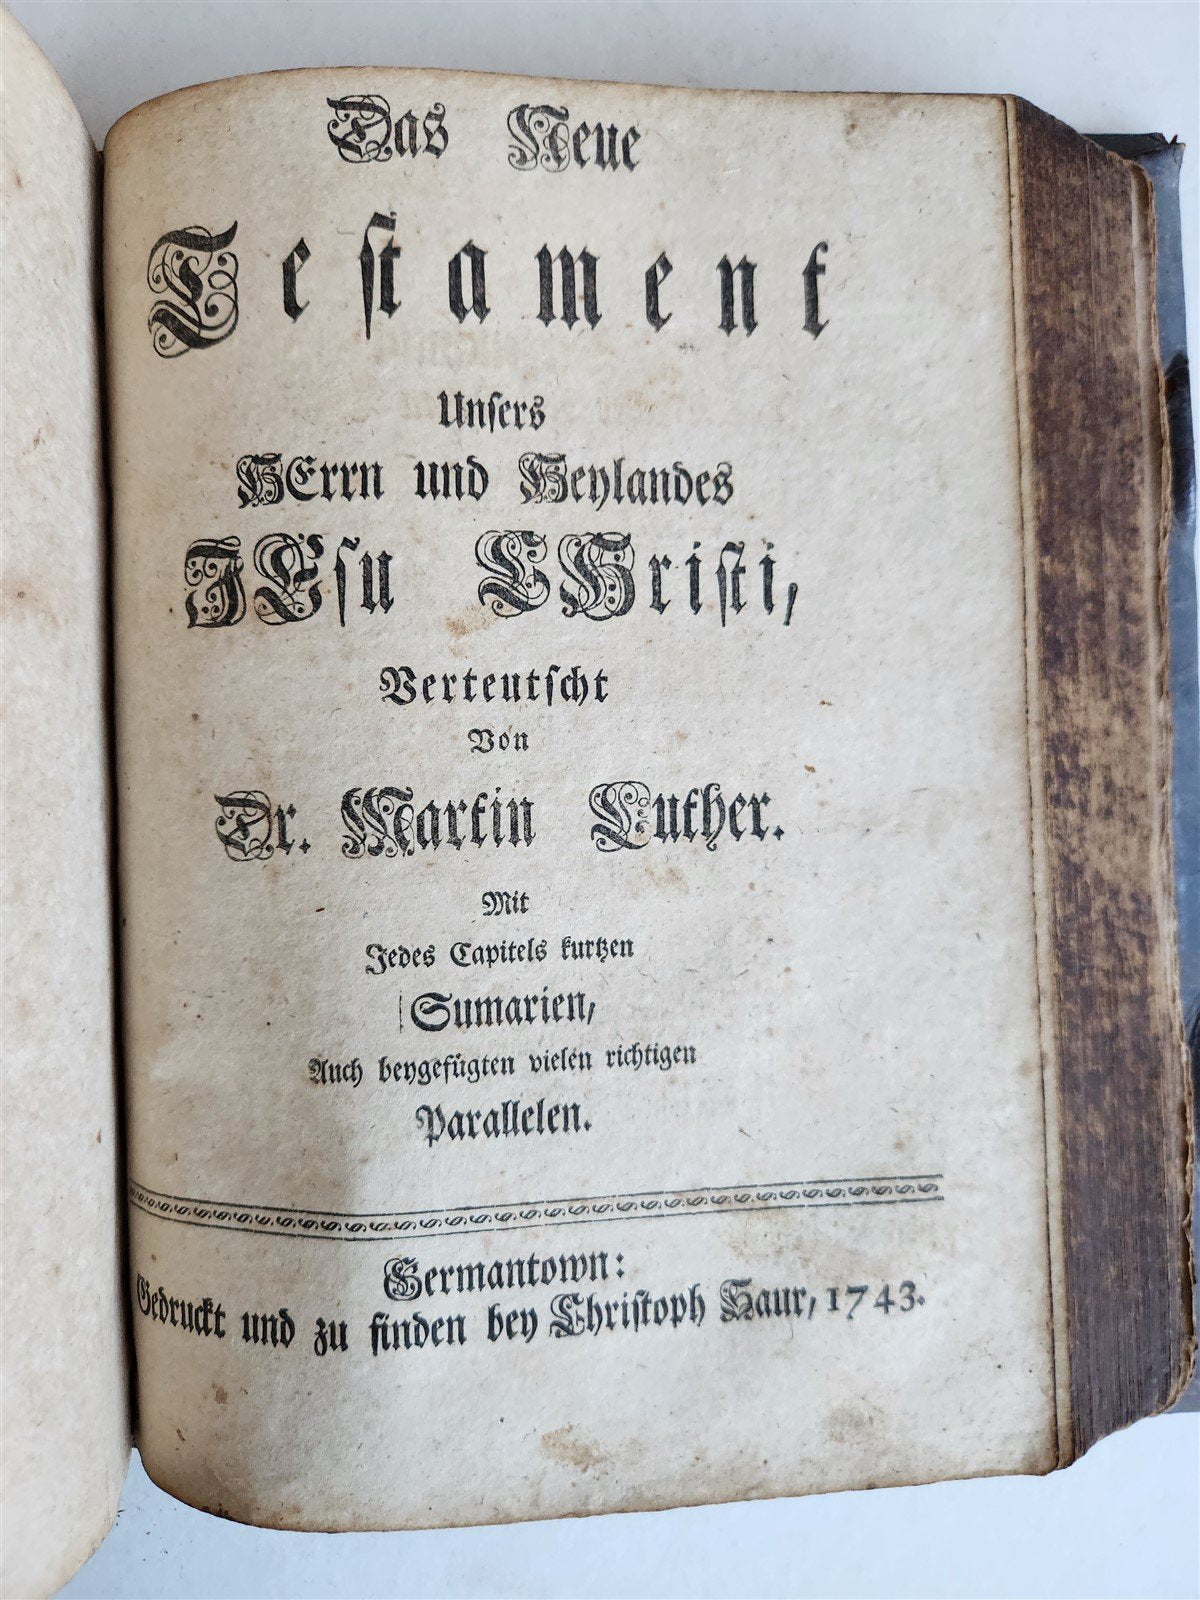 Das Neue
Teſtament
Unſers
HErrn und Heylandes
JEſu CHriſti,
Verteutſcht
Von
Dr. Martin Luther.
Mit
Jedes Capitels kurtzen
Sumarien,
Auch beygefügten vielen richtigen
Parallelen.
Germantown:
Gedruckt und zu finden bey Chriſtoph Saur, 1743.